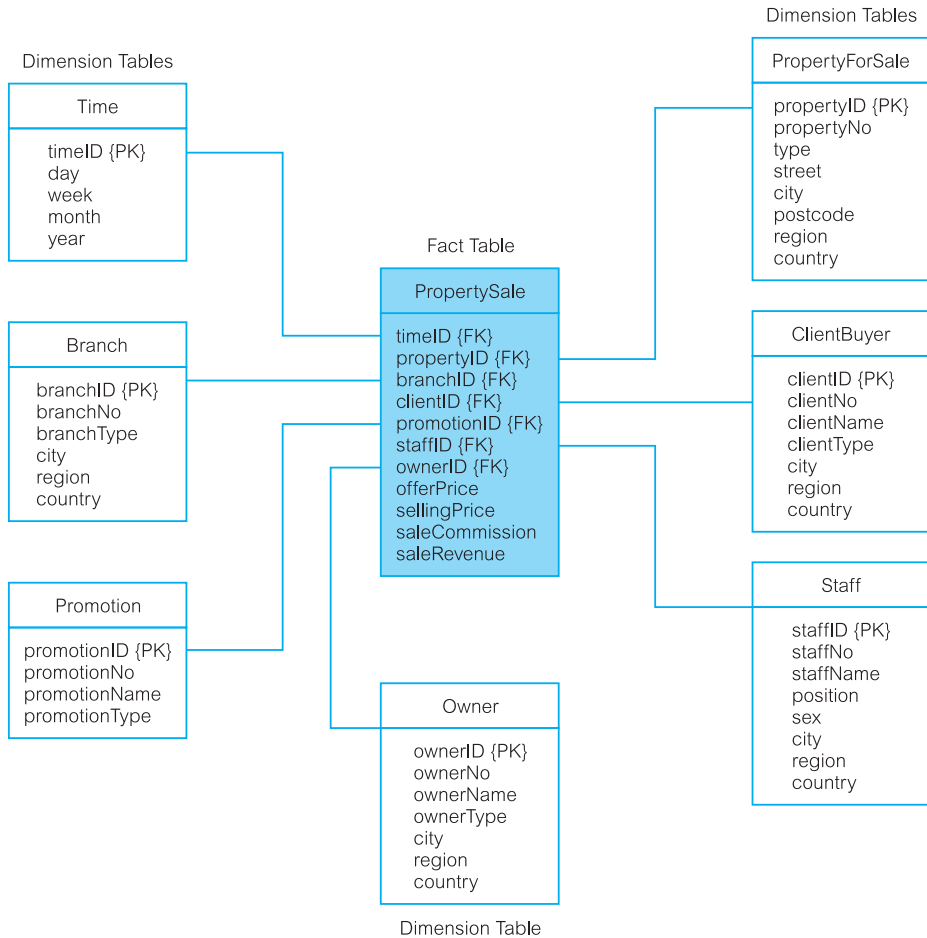 Dimension Tables
Time
timeID {PK}
day
week
month
year
Branch
branchID {PK}
branchNo
branchType
city
region
country
Promotion
promotionID {PK}
promotionNo
promotionName
promotionType
Fact Table
PropertySale
timeID {FK}
propertyID {FK}
branchID {FK}
clientID {FK}
promotionID {FK}
staffID {FK}
ownerID {FK}
offerPrice
sellingPrice
saleCommission
saleRevenue
Owner
ownerID {PK}
ownerNo
ownerName
ownerType
city
region
country
Dimension Table
Dimension Tables
PropertyForSale
propertyID {PK}
propertyNo
type
street
city
postcode
region
country
ClientBuyer
clientID {PK}
clientNo
clientName
clientType
city
region
country
Staff
staffID {PK}
staffNo
staffName
position
sex
city
region
country